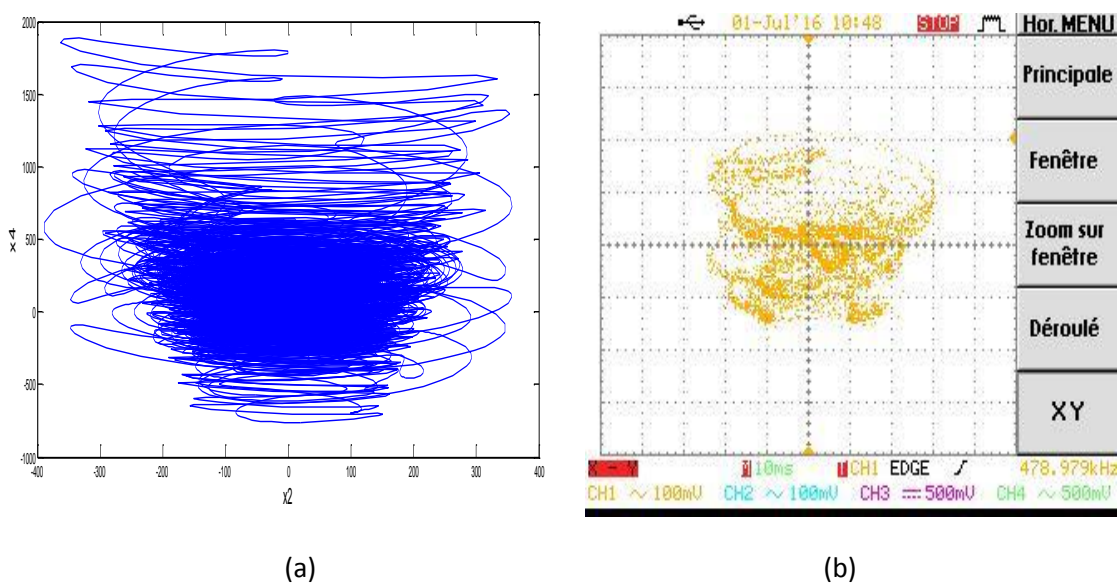 2000
1500
1000
500
0
-500
-1000
x4
-400 -300 -200 -100 0 100 200 300 400
x2
01-Jul'16 10:48 STOP Hor. MENU
Principale
Fenêtre
Zoom sur
fenêtre
Déroulé
XY
X - Y M 10ms T CH1 EDGE 478.979kHz
CH1 ~ 100mV CH2 ~ 100mV CH3 500mV CH4 ~ 500mV
(a) (b)